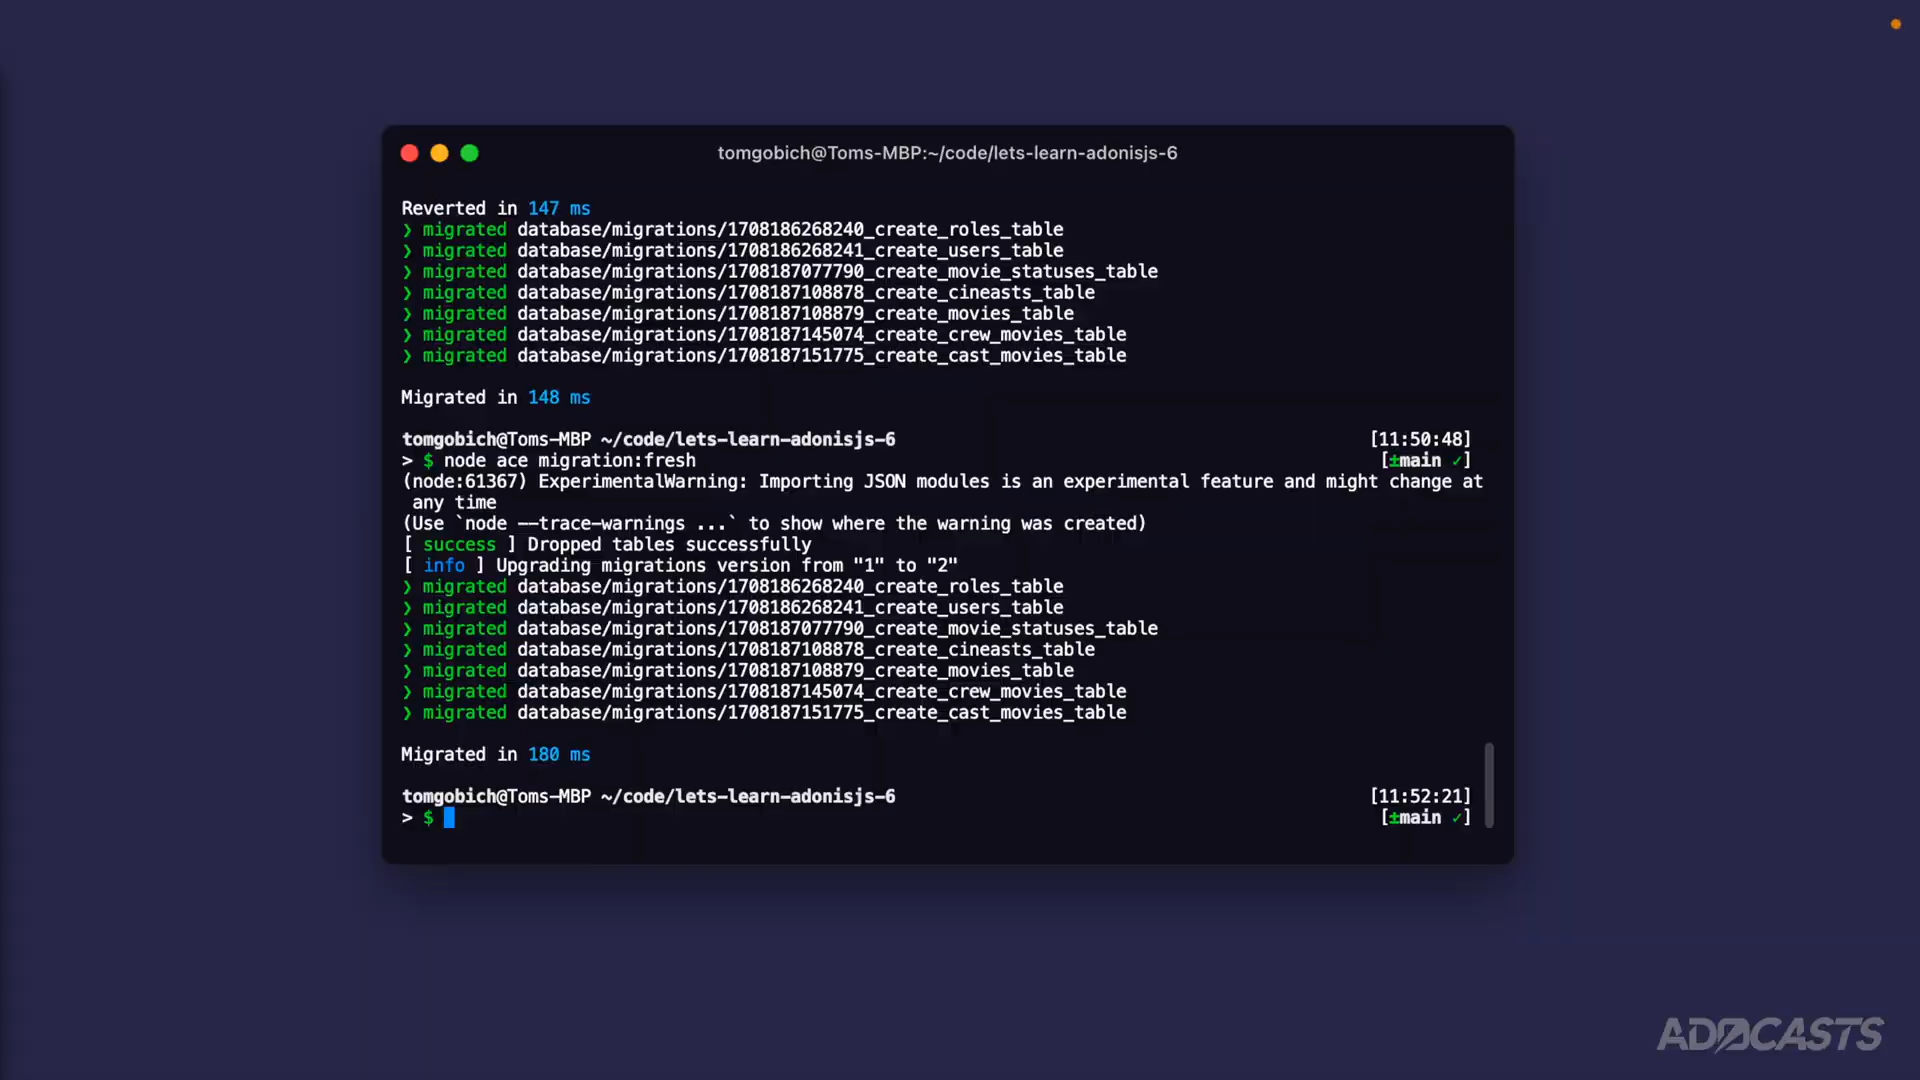 tomgobich@Toms-MBP:~/code/lets-learn-adonisjs-6
Reverted in 147 ms
❯ migrated database/migrations/1708186268240_create_roles_table
❯ migrated database/migrations/1708186268241_create_users_table
❯ migrated database/migrations/1708187077790_create_movie_statuses_table
❯ migrated database/migrations/1708187108878_create_cineasts_table
❯ migrated database/migrations/1708187108879_create_movies_table
❯ migrated database/migrations/1708187145074_create_crew_movies_table
❯ migrated database/migrations/1708187151775_create_cast_movies_table
Migrated in 148 ms
tomgobich@Toms-MBP ~/code/lets-learn-adonisjs-6 [11:50:48]
> $ node ace migration:fresh [±main ✓]
(node:61367) ExperimentalWarning: Importing JSON modules is an experimental feature and might change at
any time
(Use `node --trace-warnings ...` to show where the warning was created)
[ success ] Dropped tables successfully
[ info ] Upgrading migrations version from "1" to "2"
❯ migrated database/migrations/1708186268240_create_roles_table
❯ migrated database/migrations/1708186268241_create_users_table
❯ migrated database/migrations/1708187077790_create_movie_statuses_table
❯ migrated database/migrations/1708187108878_create_cineasts_table
❯ migrated database/migrations/1708187108879_create_movies_table
❯ migrated database/migrations/1708187145074_create_crew_movies_table
❯ migrated database/migrations/1708187151775_create_cast_movies_table
Migrated in 180 ms
tomgobich@Toms-MBP ~/code/lets-learn-adonisjs-6 [11:52:21]
> $ [±main ✓]
ADOCASTS